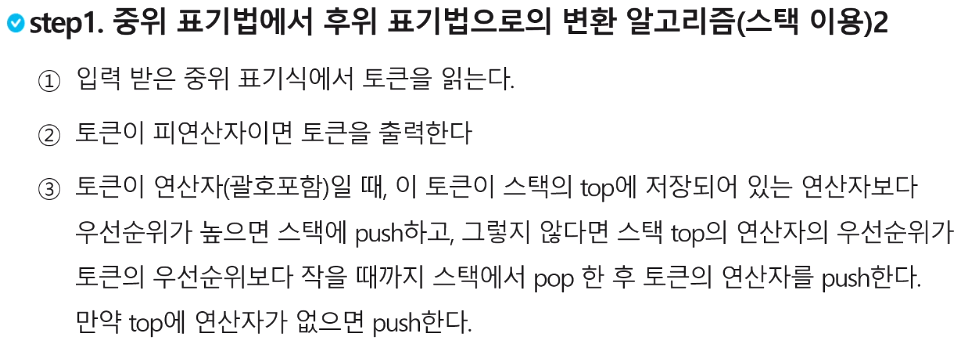 step1. 중위 표기법에서 후위 표기법으로의 변환 알고리즘(스택 이용)2
① 입력 받은 중위 표기식에서 토큰을 읽는다.
② 토큰이 피연산자이면 토큰을 출력한다
③ 토큰이 연산자(괄호포함)일 때, 이 토큰이 스택의 top에 저장되어 있는 연산자보다
우선순위가 높으면 스택에 push하고, 그렇지 않다면 스택 top의 연산자의 우선순위가
토큰의 우선순위보다 작을 때까지 스택에서 pop 한 후 토큰의 연산자를 push한다.
만약 top에 연산자가 없으면 push한다.